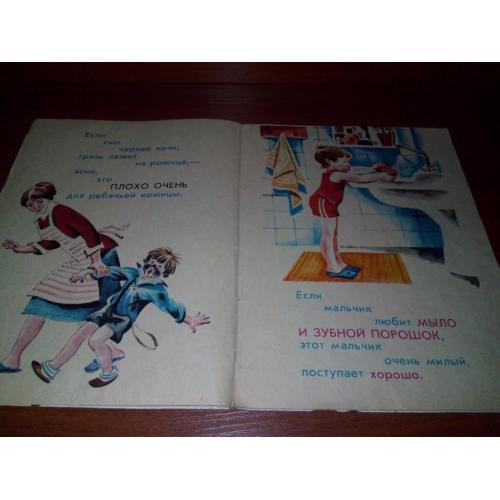 Если
сын
чернее ночи,
грязь лежит
на рожице,—
ясно, это
ПЛОХО ОЧЕНЬ
для ребячьей кожицы.
Если
мальчик
любит МЫЛО
И ЗУБНОЙ ПОРОШОК,
этот мальчик
очень милый,
поступает хорошо.